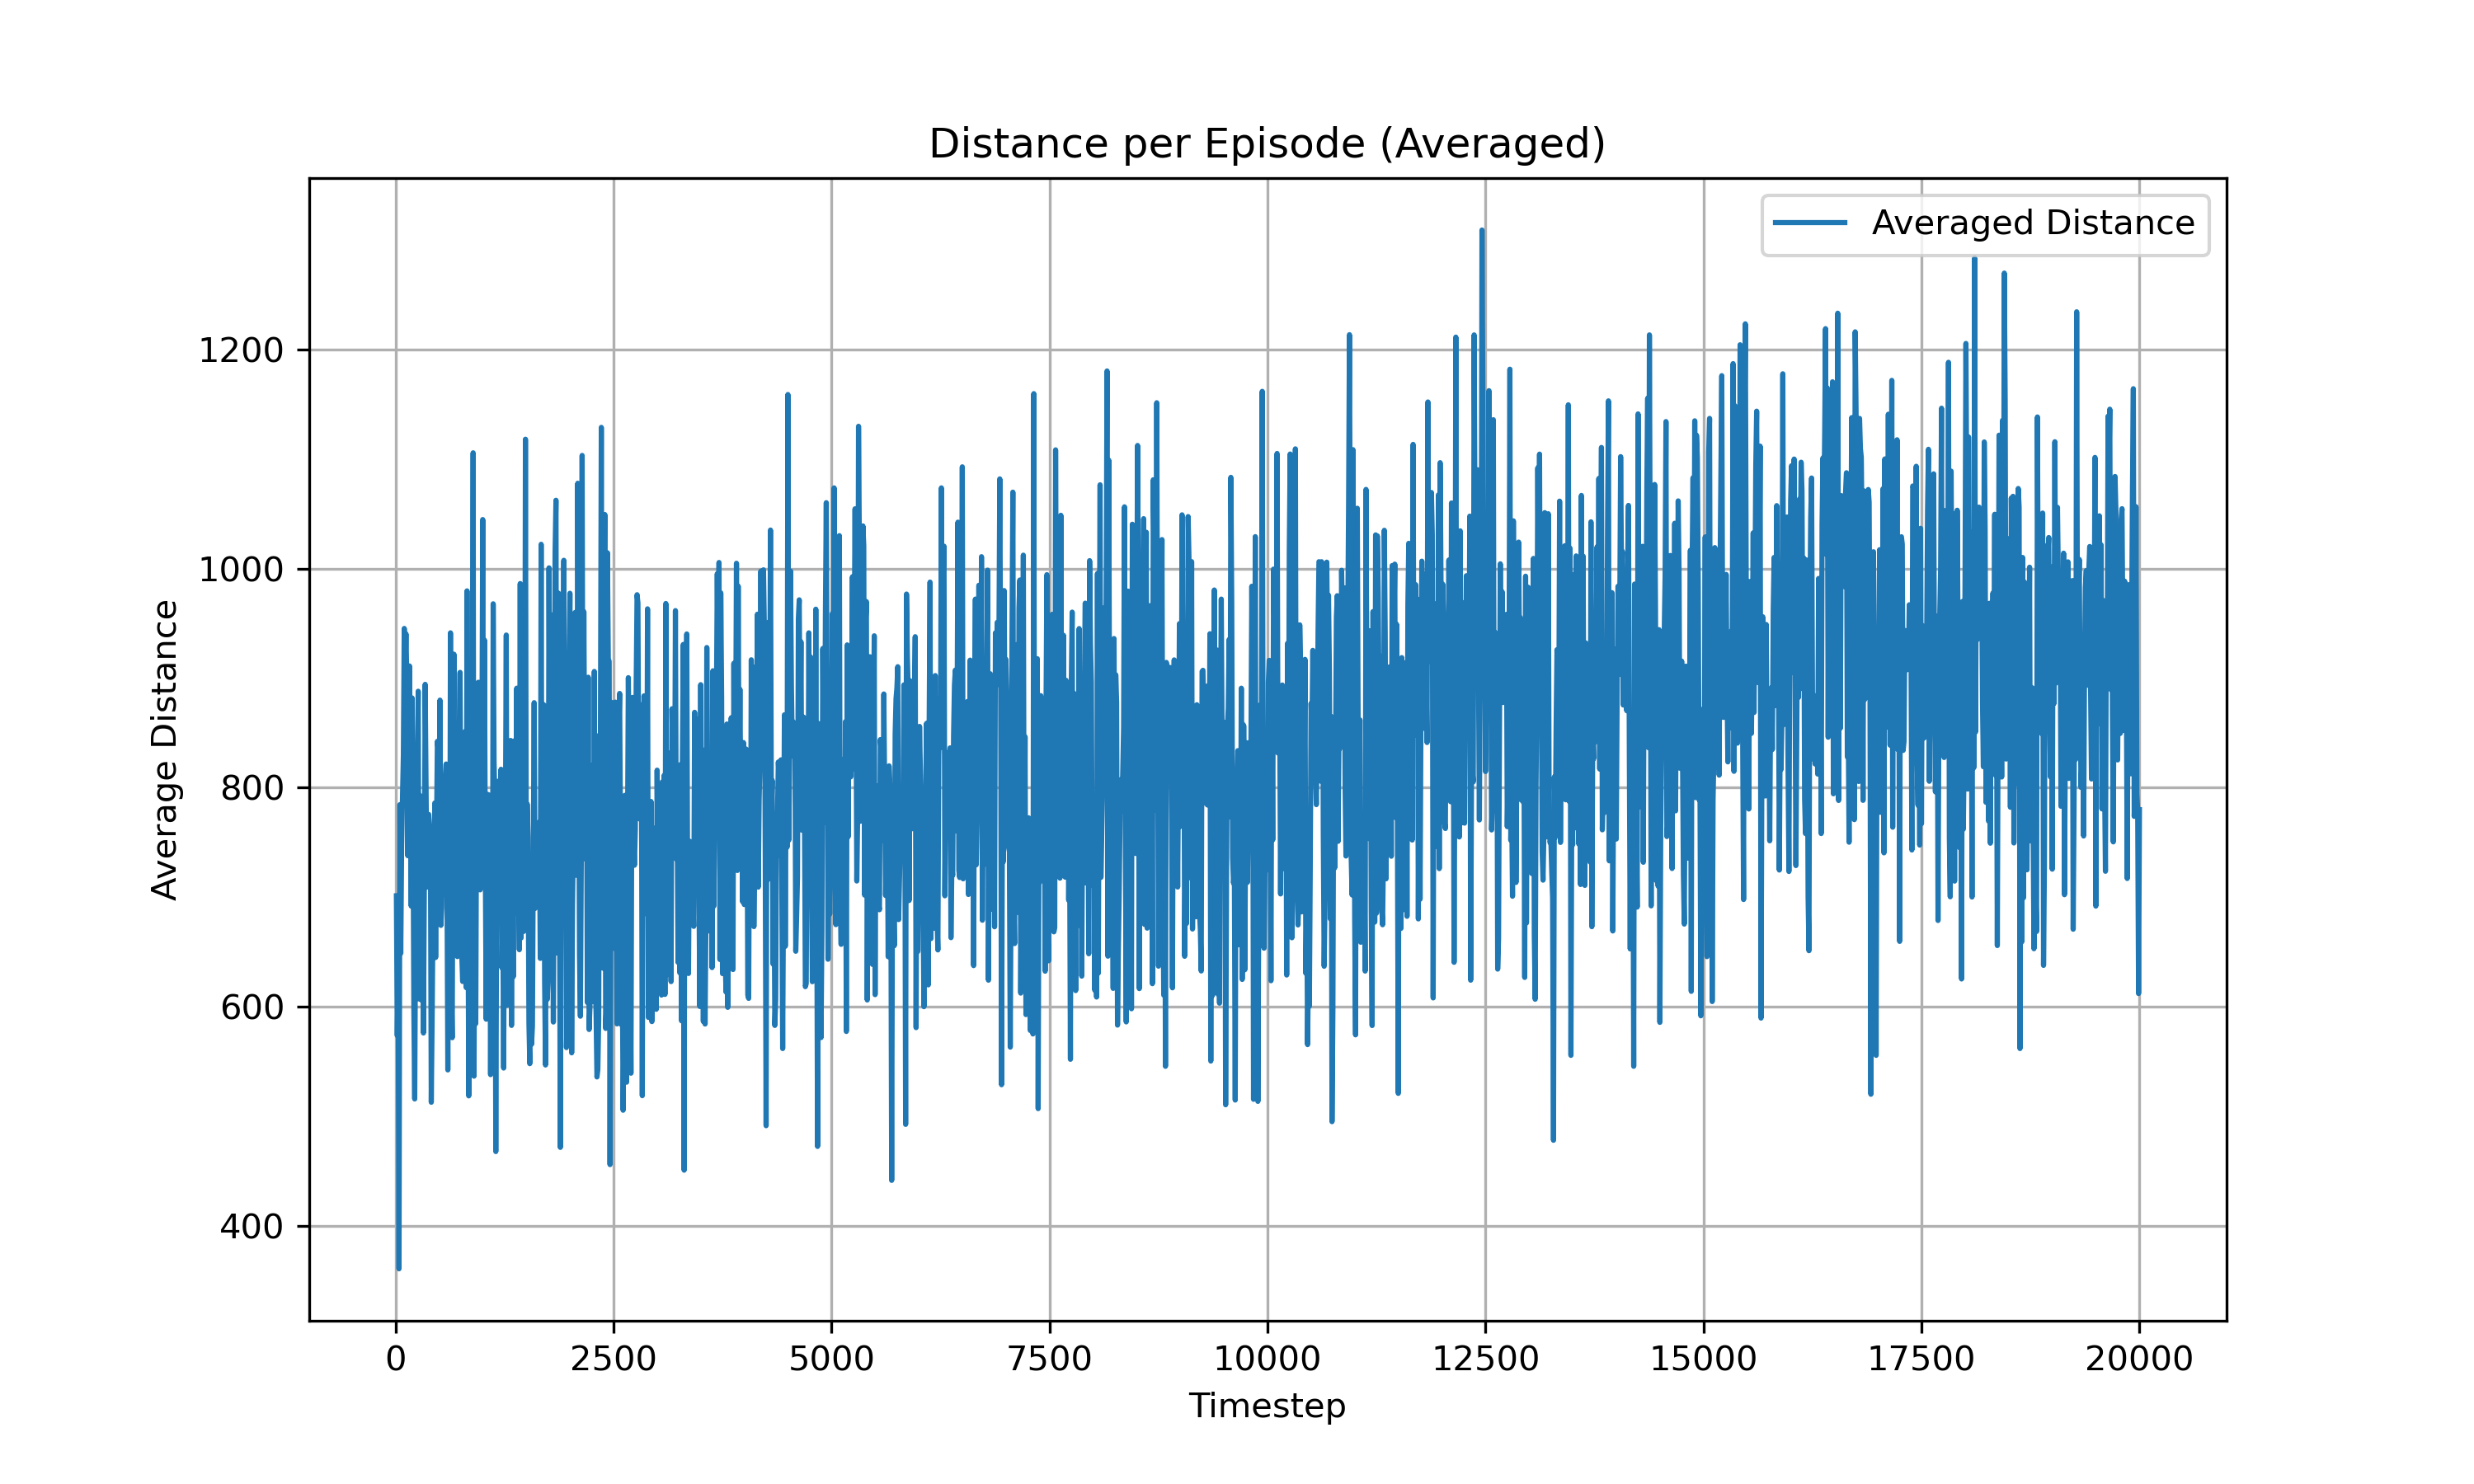 Distance per Episode (Averaged)
Averaged Distance
Average Distance
1200
1000
800
600
400
0 2500 5000 7500 10000 12500 15000 17500 20000
Timestep